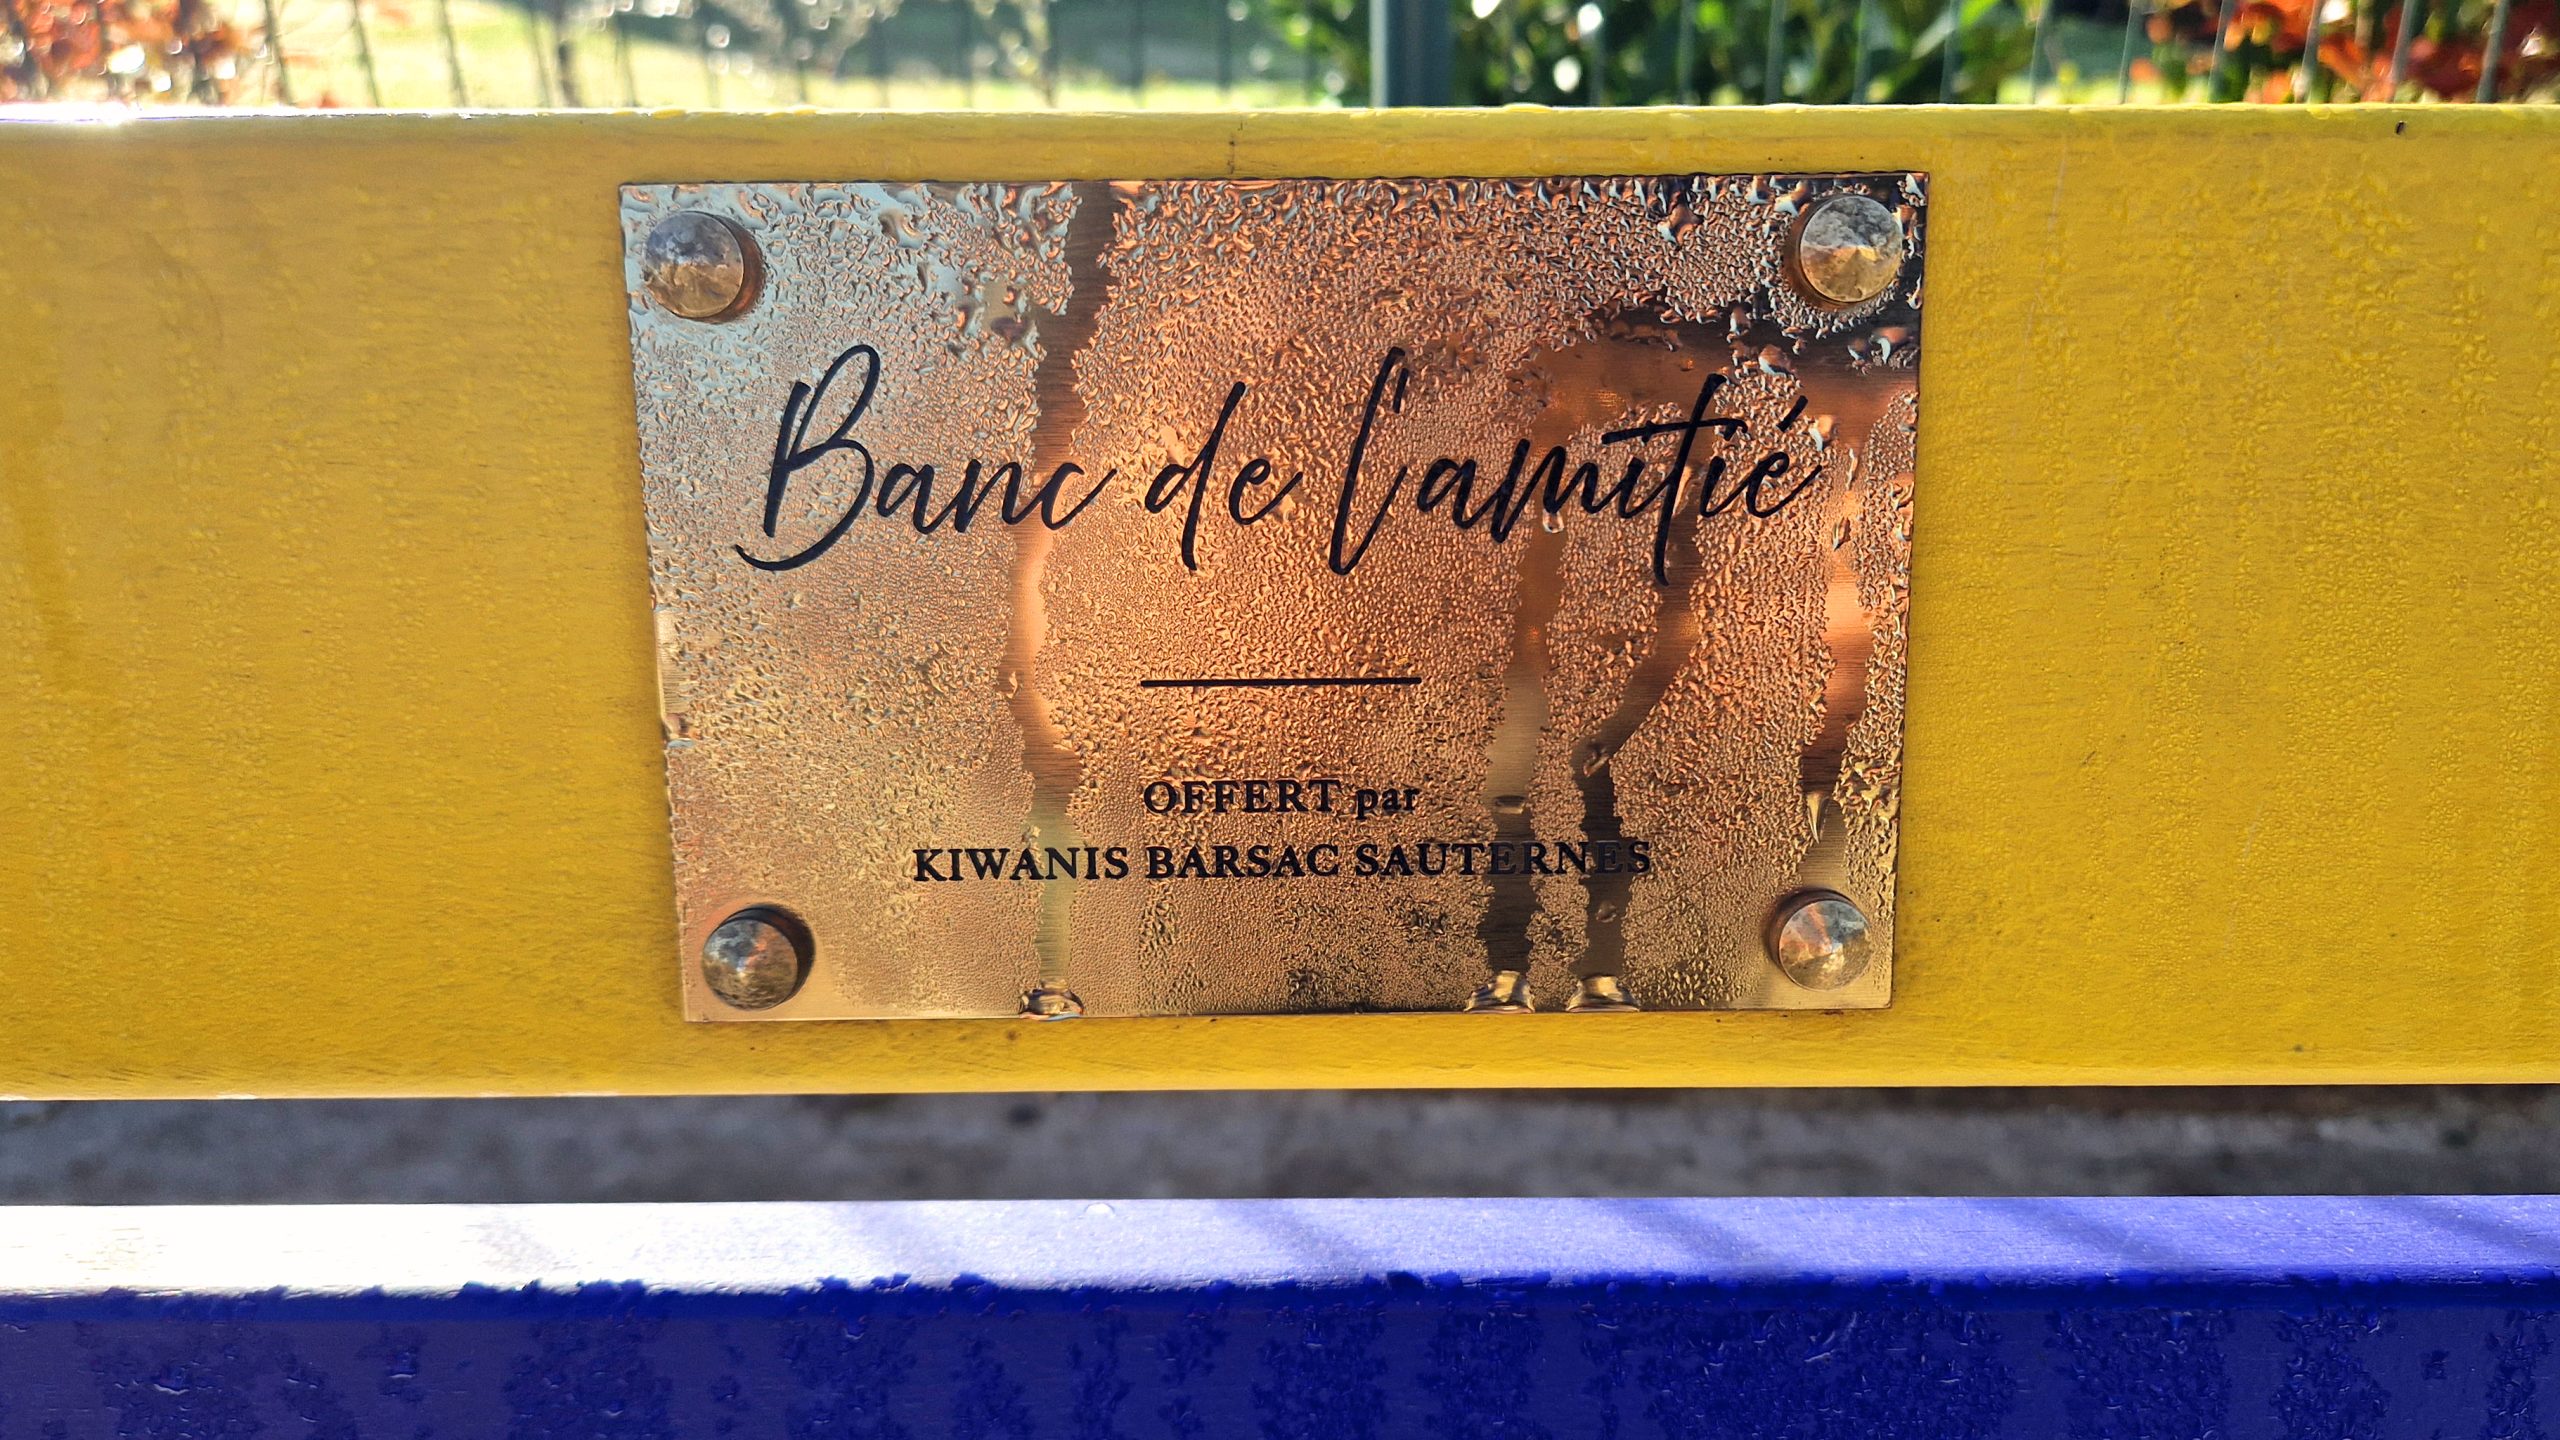 Banc de l'amitié
OFFERT par
KIWANIS BARSAC SAUTERNES